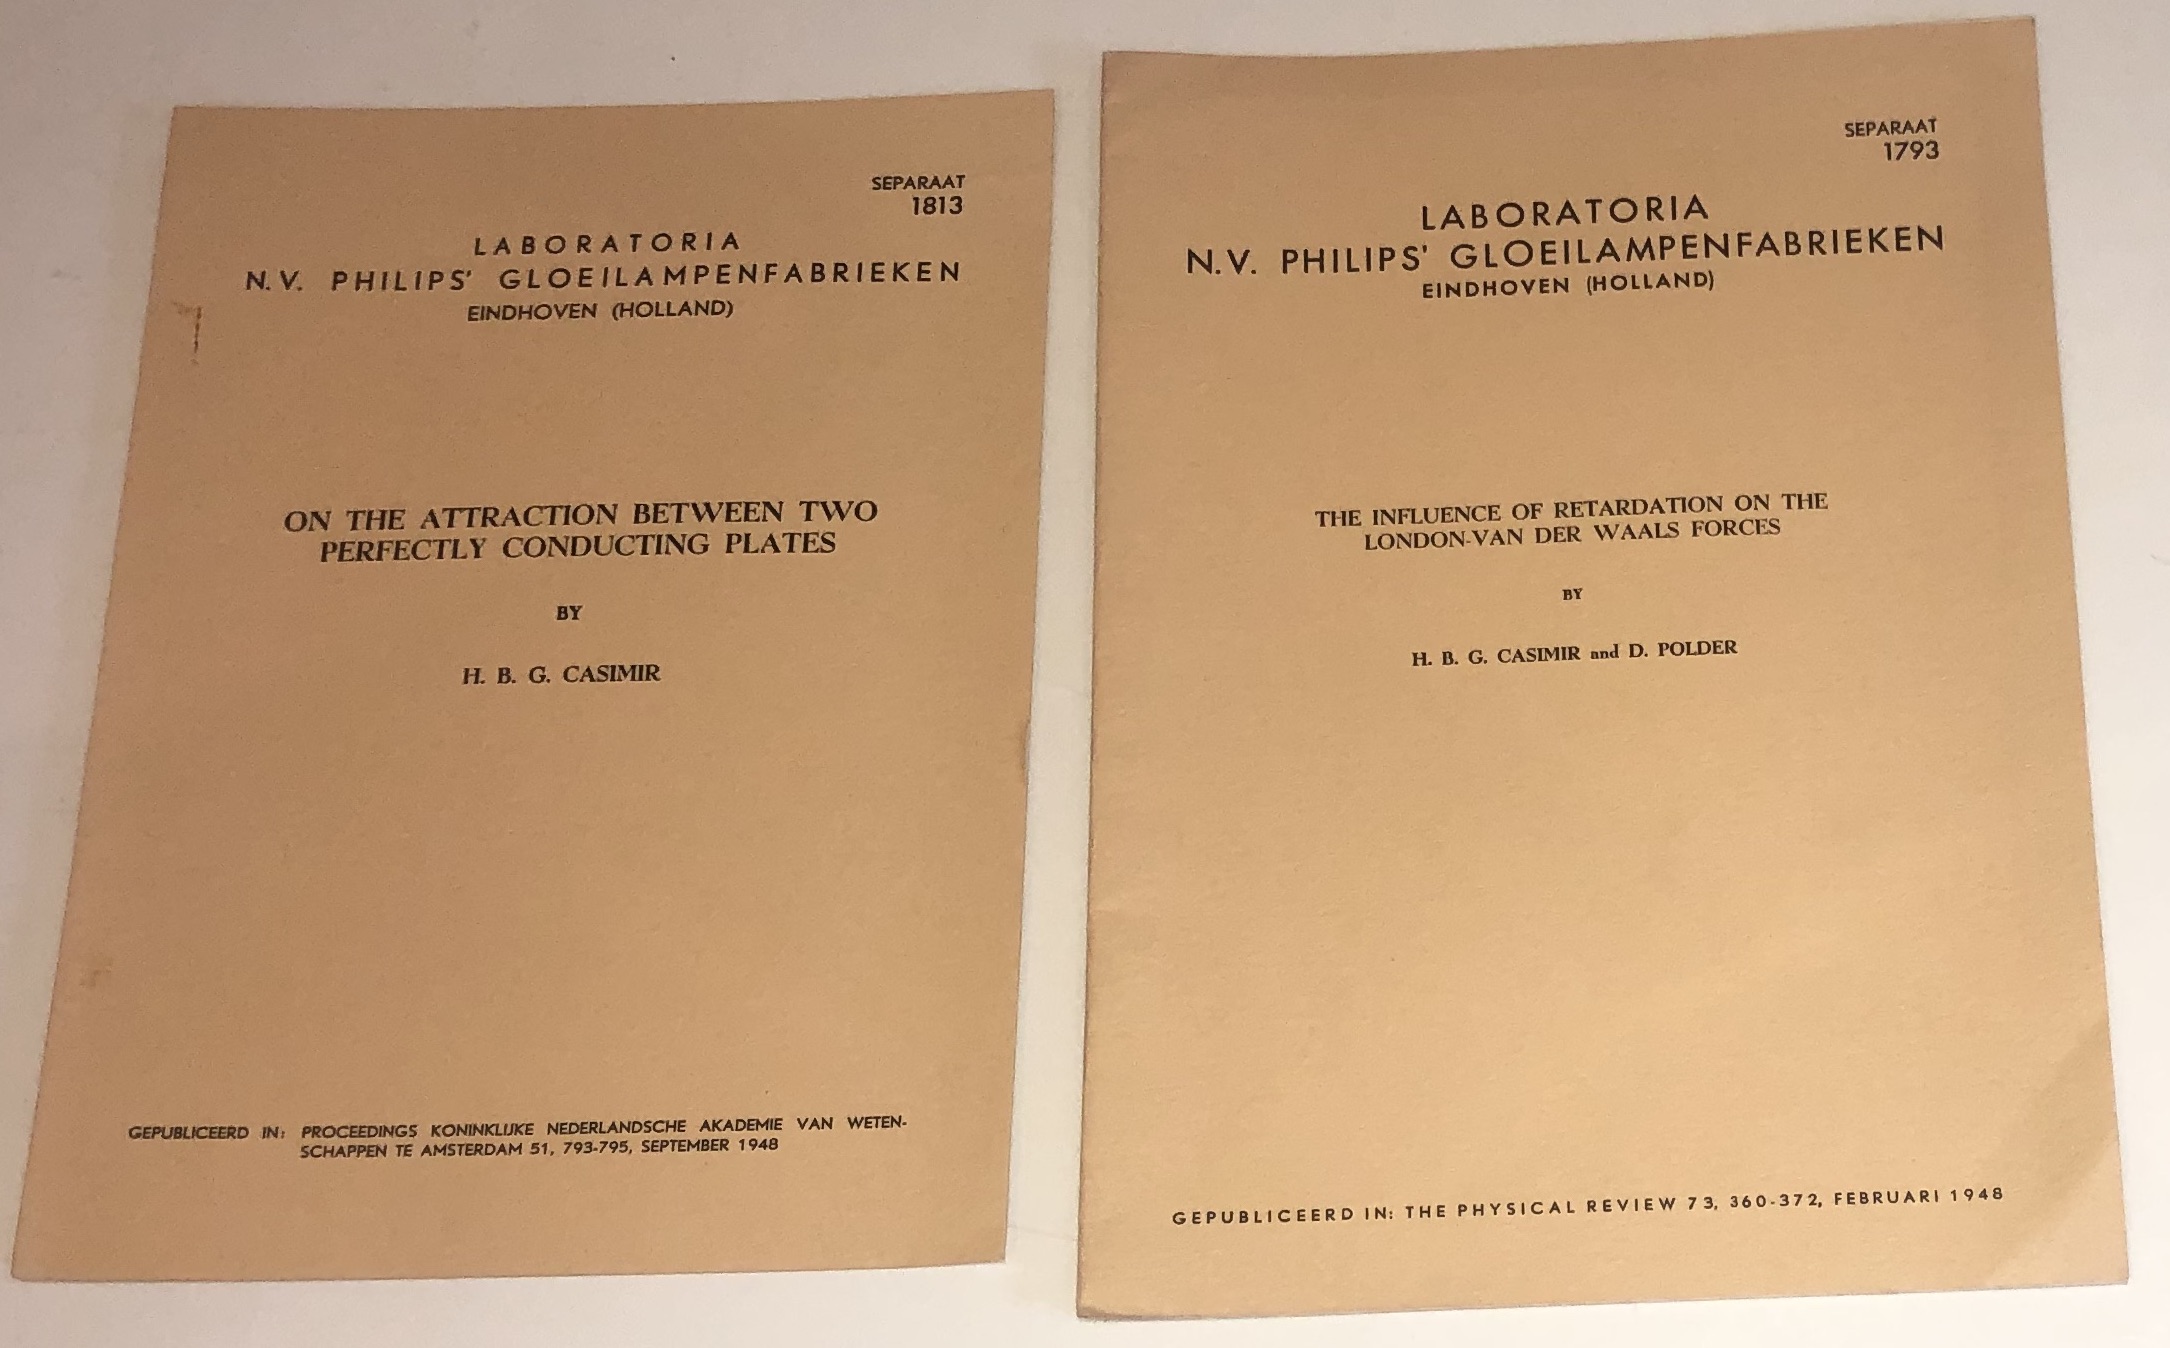 SEPARAAT
1813
LABORATORIA
N.V. PHILIPS' GLOEILAMPENFABRIEKEN
EINDHOVEN (HOLLAND)
ON THE ATTRACTION BETWEEN TWO
PERFECTLY CONDUCTING PLATES
BY
H. B. G. CASIMIR
GEPUBLICEERD IN: PROCEEDINGS KONINKLIJKE NEDERLANDSCHE AKADEMIE VAN WETEN-
SCHAPPEN TE AMSTERDAM 51, 793-795, SEPTEMBER 1948
SEPARAAT
1793
LABORATORIA
N.V. PHILIPS' GLOEILAMPENFABRIEKEN
EINDHOVEN (HOLLAND)
THE INFLUENCE OF RETARDATION ON THE
LONDON-VAN DER WAALS FORCES
BY
H. B. G. CASIMIR and D. POLDER
GEPUBLICEERD IN: THE PHYSICAL REVIEW 73, 360-372, FEBRUARI 1948